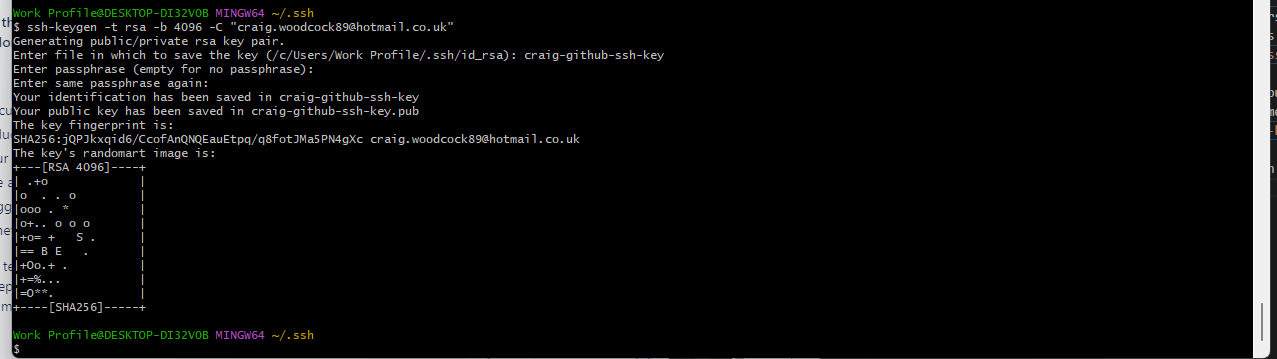 Work Profile@DESKTOP-DI32VOB MINGW64 ~/.ssh
$ ssh-keygen -t rsa -b 4096 -C "craig.woodcock89@hotmail.co.uk"
Generating public/private rsa key pair.
Enter file in which to save the key (/c/Users/Work Profile/.ssh/id_rsa): craig-github-ssh-key
Enter passphrase (empty for no passphrase):
Enter same passphrase again:
Your identification has been saved in craig-github-ssh-key
Your public key has been saved in craig-github-ssh-key.pub
The key fingerprint is:
SHA256:jQPJkxqid6/CcofAnQNQEauEtpq/q8fotJMa5PN4gXc craig.woodcock89@hotmail.co.uk
The key's randomart image is:
+---[RSA 4096]----+
| .+o             |
|o  . . o         |
|ooo . *          |
|o+.. o o o       |
|+o= +   S .      |
|== B E   .       |
|+Oo.+ .          |
|+=%...           |
|=O**.            |
+----[SHA256]-----+
Work Profile@DESKTOP-DI32VOB MINGW64 ~/.ssh
$